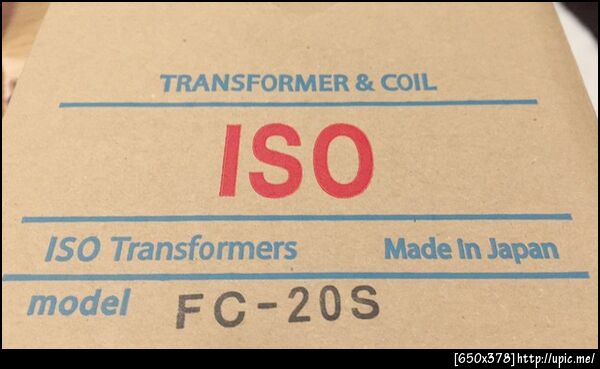 TRANSFORMER & COIL
ISO
ISO Transformers Made in Japan
model FC-20S
[650x378]http://upic.me/